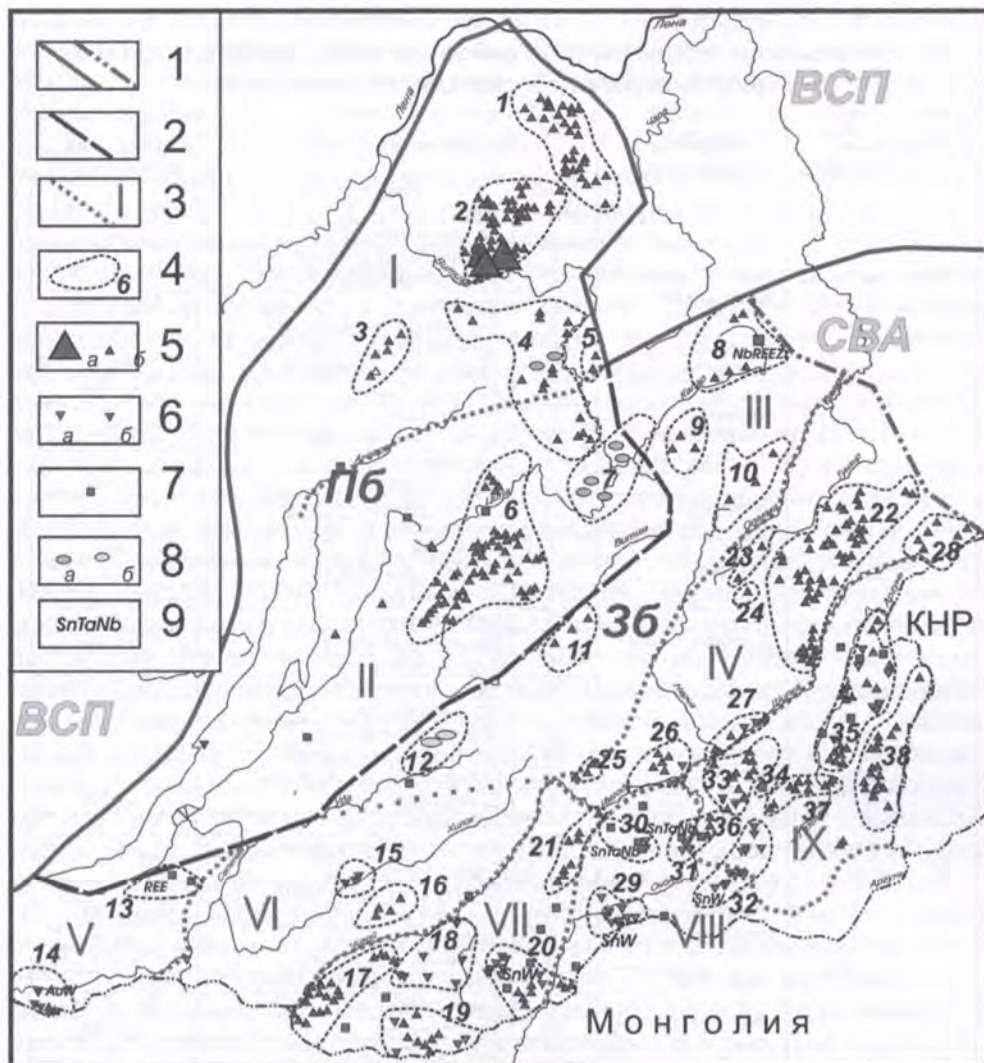 1
2
3
6 4
а б 5
а б 6
7
а б 8
SnTaNb 9
Лена
Лена
Чара
ВСП
1
2
I
СВА
3
4
5
8
NbREEZr
III
9
10
7
Пб
6
Витим
22
23
28
24
КНР
Зб
11
IV
II
27
ВСП
12
26
35
38
25
33
34
37
Уда
Хилок
30
SnTaNb
36
IX
21
SnTaNb
31
15
29
SnW
32
13
REE
16
V
VI
VII
SnW
VIII
18
20
14
17
SnW
AuW
19
Монголия